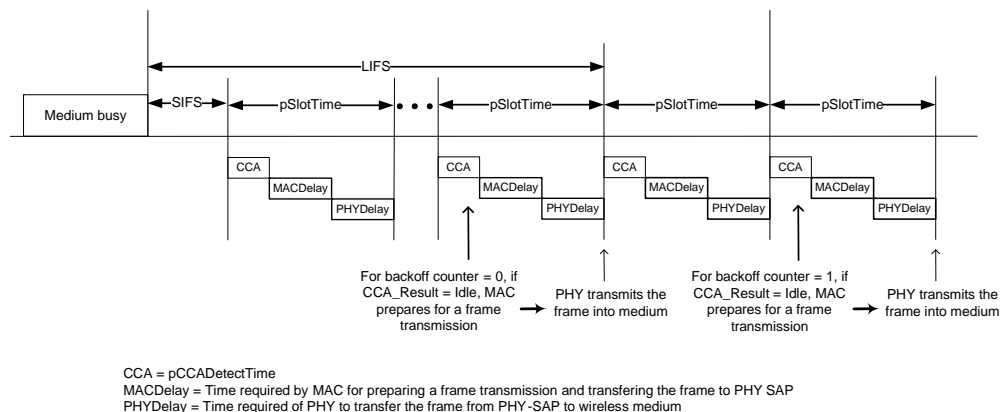 LIFS
SIFS
pSlotTime
pSlotTime
pSlotTime
pSlotTime
Medium busy
CCA
MACDelay
PHYDelay
CCA
MACDelay
PHYDelay
CCA
MACDelay
PHYDelay
CCA
MACDelay
PHYDelay
For backoff counter = 0, if
CCA_Result = Idle, MAC
prepares for a frame
transmission
PHY transmits the
frame into medium
For backoff counter = 1, if
CCA_Result = Idle, MAC
prepares for a frame
transmission
PHY transmits the
frame into medium
CCA = pCCADetectTime
MACDelay = Time required by MAC for preparing a frame transmission and transfering the frame to PHY SAP
PHYDelay = Time required of PHY to transfer the frame from PHY-SAP to wireless medium